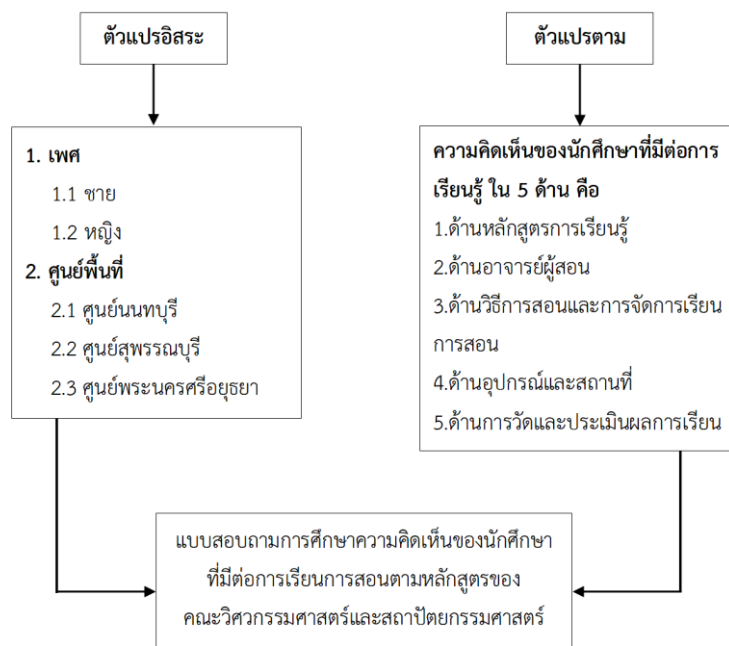 ตัวแปรอิสระ
ตัวแปรตาม
1. เพศ
1.1 ชาย
1.2 หญิง
2. ศูนย์พื้นที่
2.1 ศูนย์นนทบุรี
2.2 ศูนย์สุพรรณบุรี
2.3 ศูนย์พระนครศรีอยุธยา
ความคิดเห็นของนักศึกษาที่มีต่อการ
เรียนรู้ ใน 5 ด้าน คือ
1.ด้านหลักสูตรการเรียนรู้
2.ด้านอาจารย์ผู้สอน
3.ด้านวิธีการสอนและการจัดการเรียน
การสอน
4.ด้านอุปกรณ์และสถานที่
5.ด้านการวัดและประเมินผลการเรียน
แบบสอบถามการศึกษาความคิดเห็นของนักศึกษา
ที่มีต่อการเรียนการสอนตามหลักสูตรของ
คณะวิศวกรรมศาสตร์และสถาปัตยกรรมศาสตร์